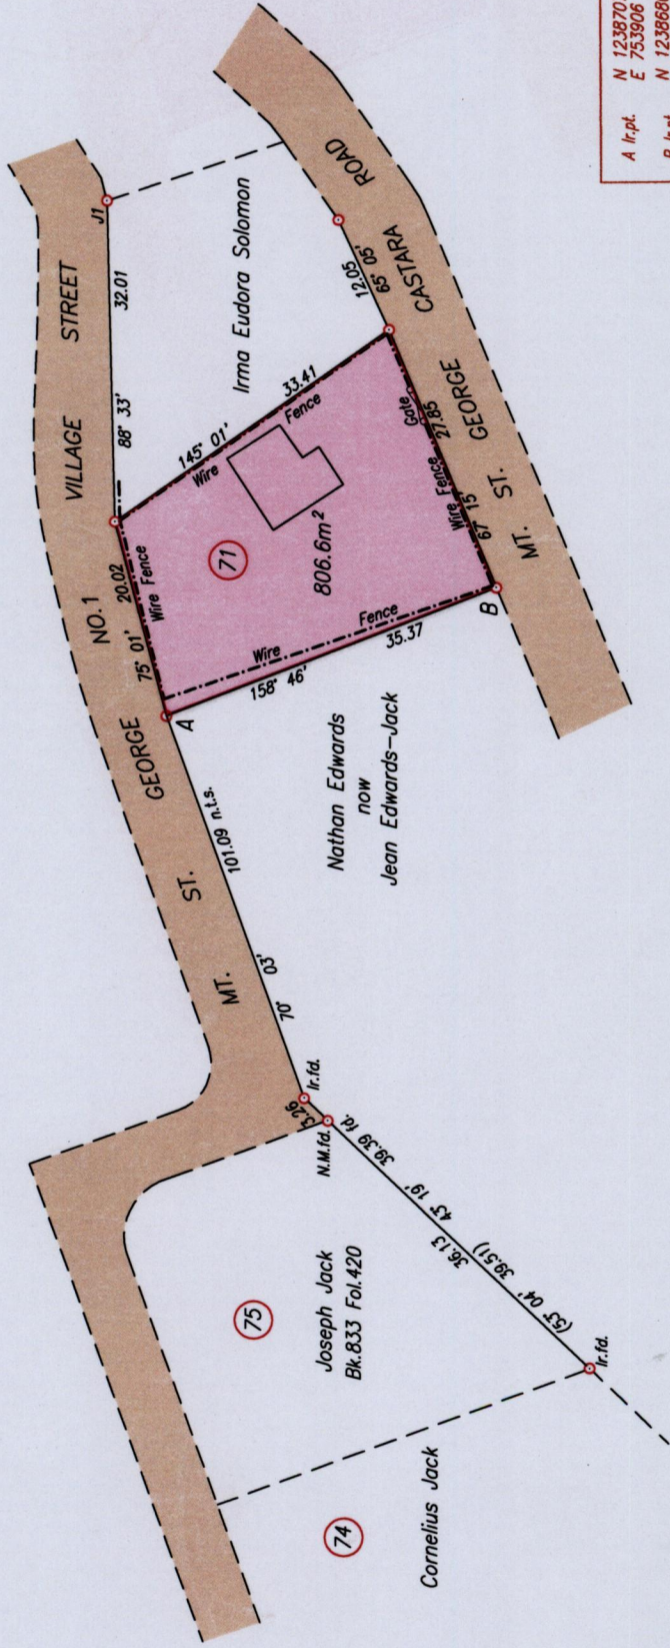 MT. ST. GEORGE NO.1 VILLAGE STREET
J1
32.01
88° 33'
Irma Eudora Solomon
ROAD
CASTARA
12.05
65° 05'
A Ir.pt.
E 753906
33.41
Fence
145° 01'
Wire
71
806.6m²
20.02
75° 01'
Wire Fence
A
Wire Fence
158° 46'
35.37
B
Gate
27.85
Wire Fence
67 15
MT. ST. GEORGE
101.09 n.t.s.
70° 03'
Nathan Edwards
now
Jean Edwards-Jack
Ir.fd.
3.26
N.M.fd.
39.39 fd.
43° 19'
36.13
(53° 04' 39.51)
Ir.fd.
75
Joseph Jack
Bk.833 Fol.420
74
Cornelius Jack